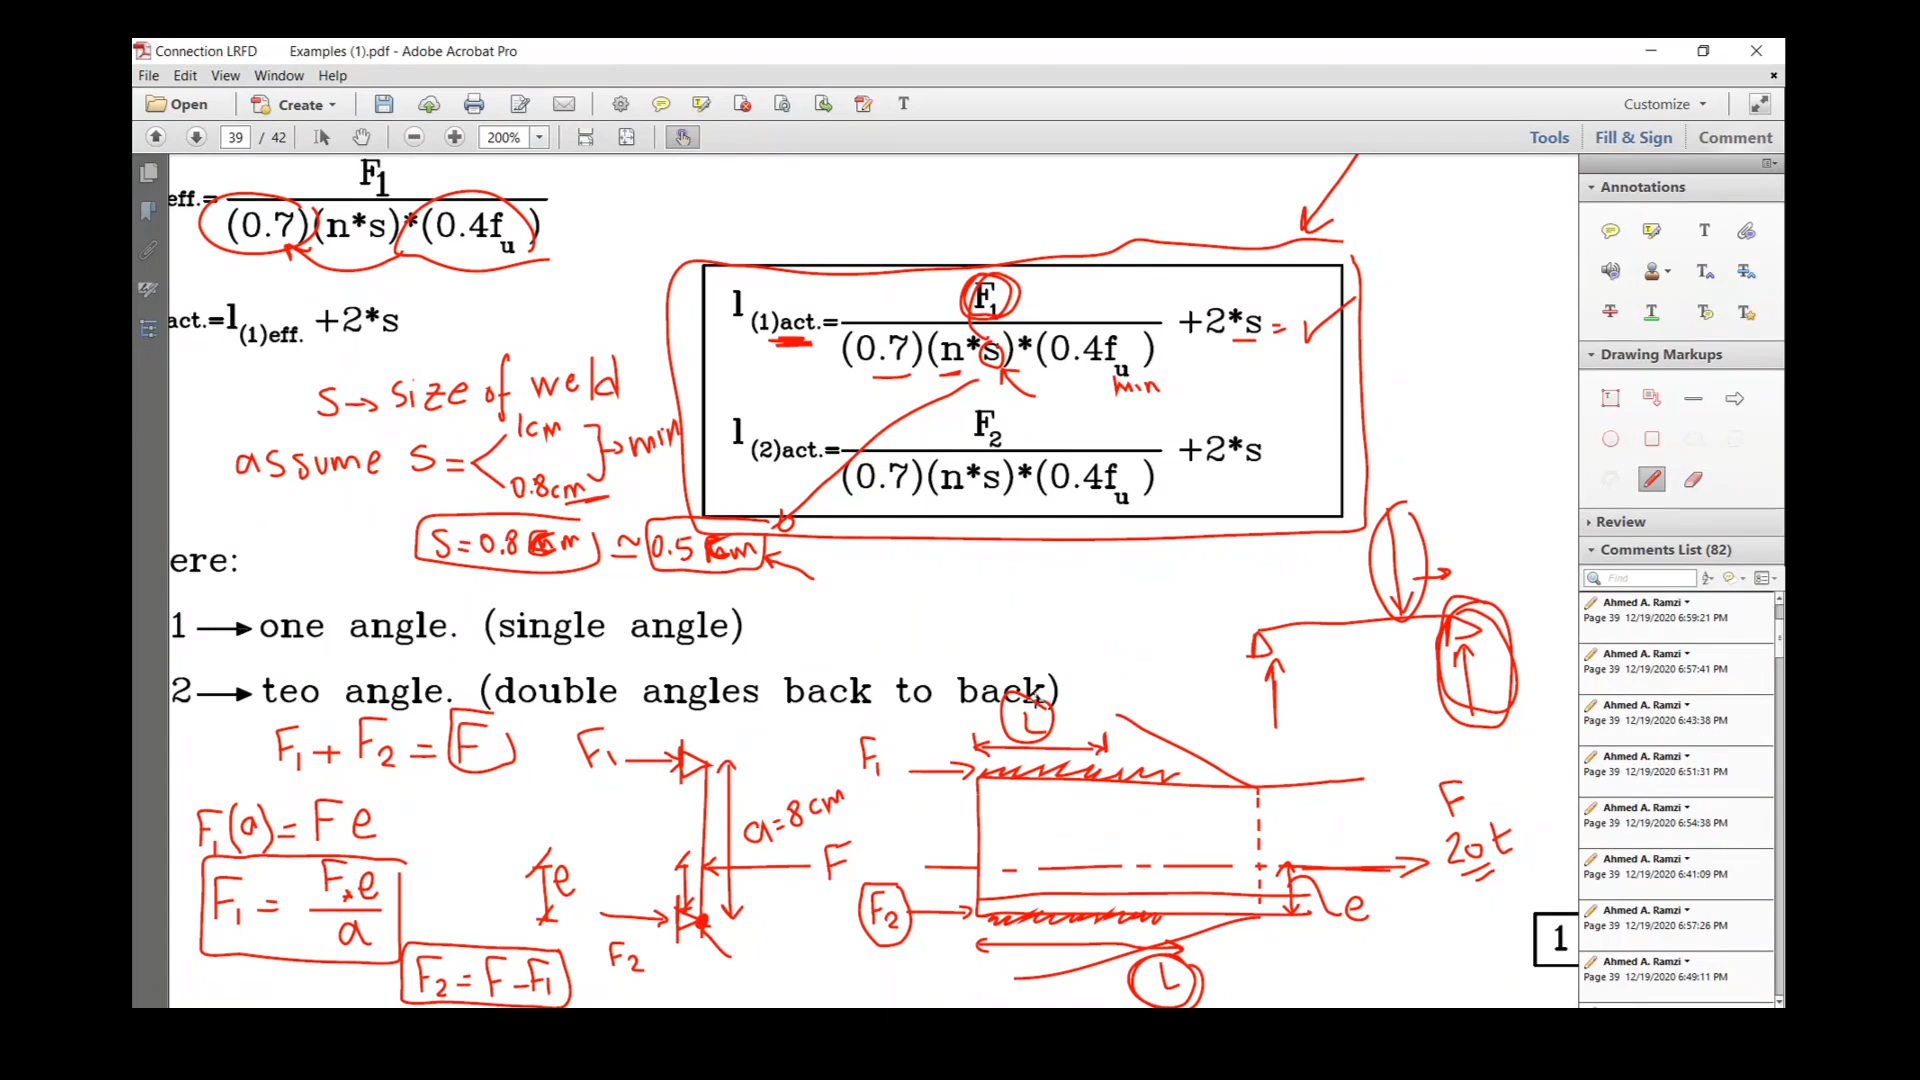 Connection LRFD Examples (1).pdf - Adobe Acrobat Pro
File Edit View Window Help
Open Create Customize
39 / 42 200% Tools Fill & Sign Comment
F1
eff.= (0.7)(n*s)*(0.4fu)
act.=l(1)eff. +2*s
F1
l(1)act.= +2*s =
(0.7)(n*s)*(0.4fu)
min
F2
l(2)act.= +2*s
(0.7)(n*s)*(0.4fu)
s→ size of weld
assume s =
1cm
0.8cm
min
S=0.8 cm ≃ 0.5 cm
ere:
1 → one angle. (single angle)
2 → teo angle. (double angles back to back)
F1 + F2 = F
F1(a) = Fe
F1 = F*e
a
F2 = F-F1
F1
a=8cm
F
e
F2
L
F1
F
20t
F2
e
L
1
Annotations
Drawing Markups
Review
Comments List (82)
Find
Ahmed A. Ramzi
Page 39 12/19/2020 6:59:21 PM
Ahmed A. Ramzi
Page 39 12/19/2020 6:57:41 PM
Ahmed A. Ramzi
Page 39 12/19/2020 6:43:38 PM
Ahmed A. Ramzi
Page 39 12/19/2020 6:51:31 PM
Ahmed A. Ramzi
Page 39 12/19/2020 6:54:38 PM
Ahmed A. Ramzi
Page 39 12/19/2020 6:41:09 PM
Ahmed A. Ramzi
Page 39 12/19/2020 6:57:26 PM
Ahmed A. Ramzi
Page 39 12/19/2020 6:49:11 PM